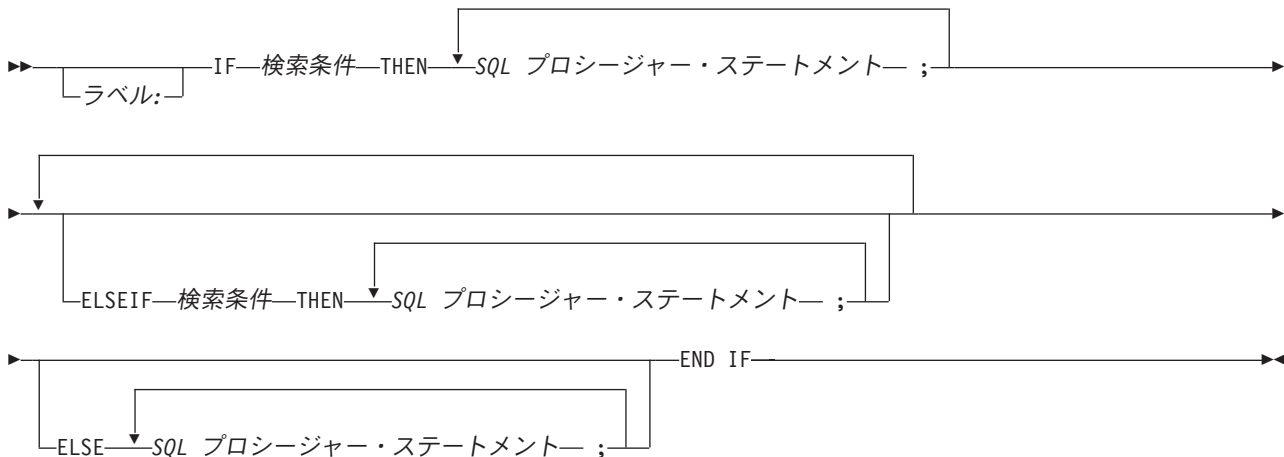 IF 検索条件 THEN SQL プロシージャー・ステートメント ;
ラベル:
ELSEIF 検索条件 THEN SQL プロシージャー・ステートメント ;
END IF
ELSE SQL プロシージャー・ステートメント ;